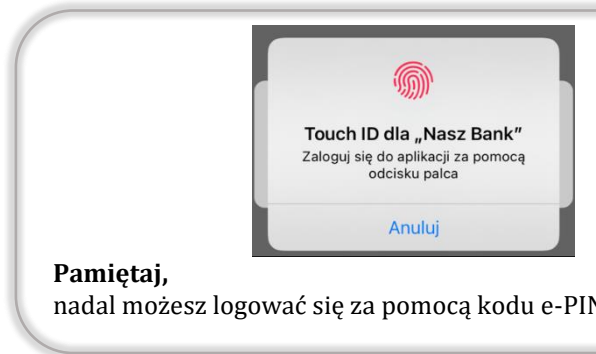 Touch ID dla „Nasz Bank”
Zaloguj się do aplikacji za pomocą
odcisku palca
Anuluj
Pamiętaj,
nadal możesz logować się za pomocą kodu e-PIN